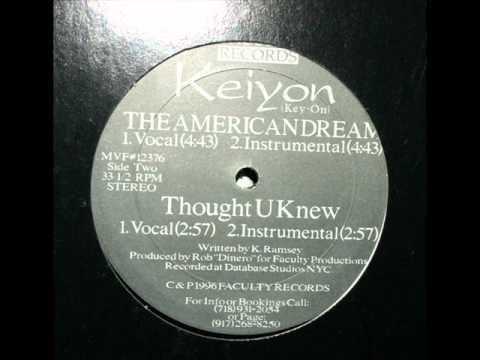 RECORDS
Keiyon
(Key-On)
THE AMERICAN DREAM
1. Vocal (4:43) 2. Instrumental (4:43)
MVF#12376
Side Two
33 1/2 RPM
STEREO
Thought U Knew
1. Vocal (2:57) 2. Instrumental (2:57)
Written by K. Ramsey
Produced by Rob "Dinero" for Faculty Productions
Recorded at Database Studios NYC
C & P 1996 FACULTY RECORDS
For Info or Bookings Call:
(718) 931-2054
or Page:
(917) 268-8250